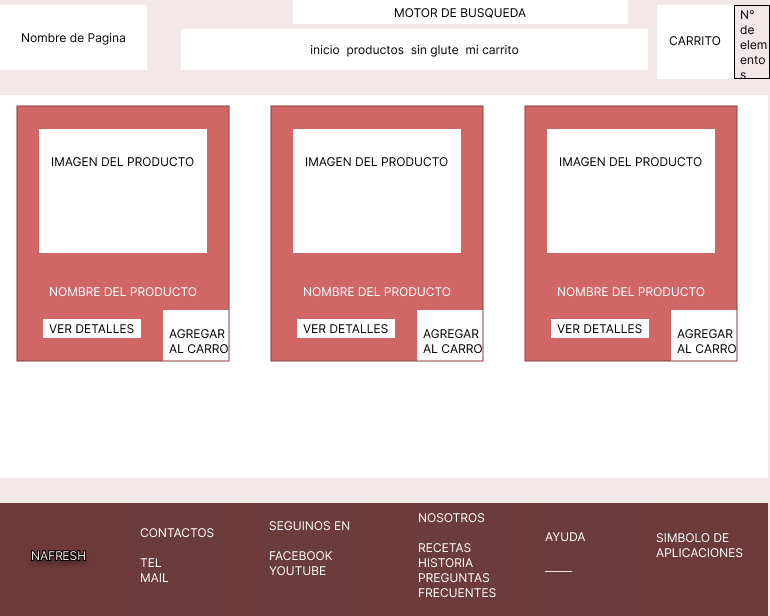 MOTOR DE BUSQUEDA
Nombre de Pagina
inicio productos sin glute mi carrito
CARRITO
N°
de
elem
ento
s
IMAGEN DEL PRODUCTO
NOMBRE DEL PRODUCTO
VER DETALLES
AGREGAR
AL CARRO
IMAGEN DEL PRODUCTO
NOMBRE DEL PRODUCTO
VER DETALLES
AGREGAR
AL CARRO
IMAGEN DEL PRODUCTO
NOMBRE DEL PRODUCTO
VER DETALLES
AGREGAR
AL CARRO
NAFRESH
CONTACTOS
TEL
MAIL
SEGUINOS EN
FACEBOOK
YOUTUBE
NOSOTROS
RECETAS
HISTORIA
PREGUNTAS
FRECUENTES
AYUDA
SIMBOLO DE
APLICACIONES